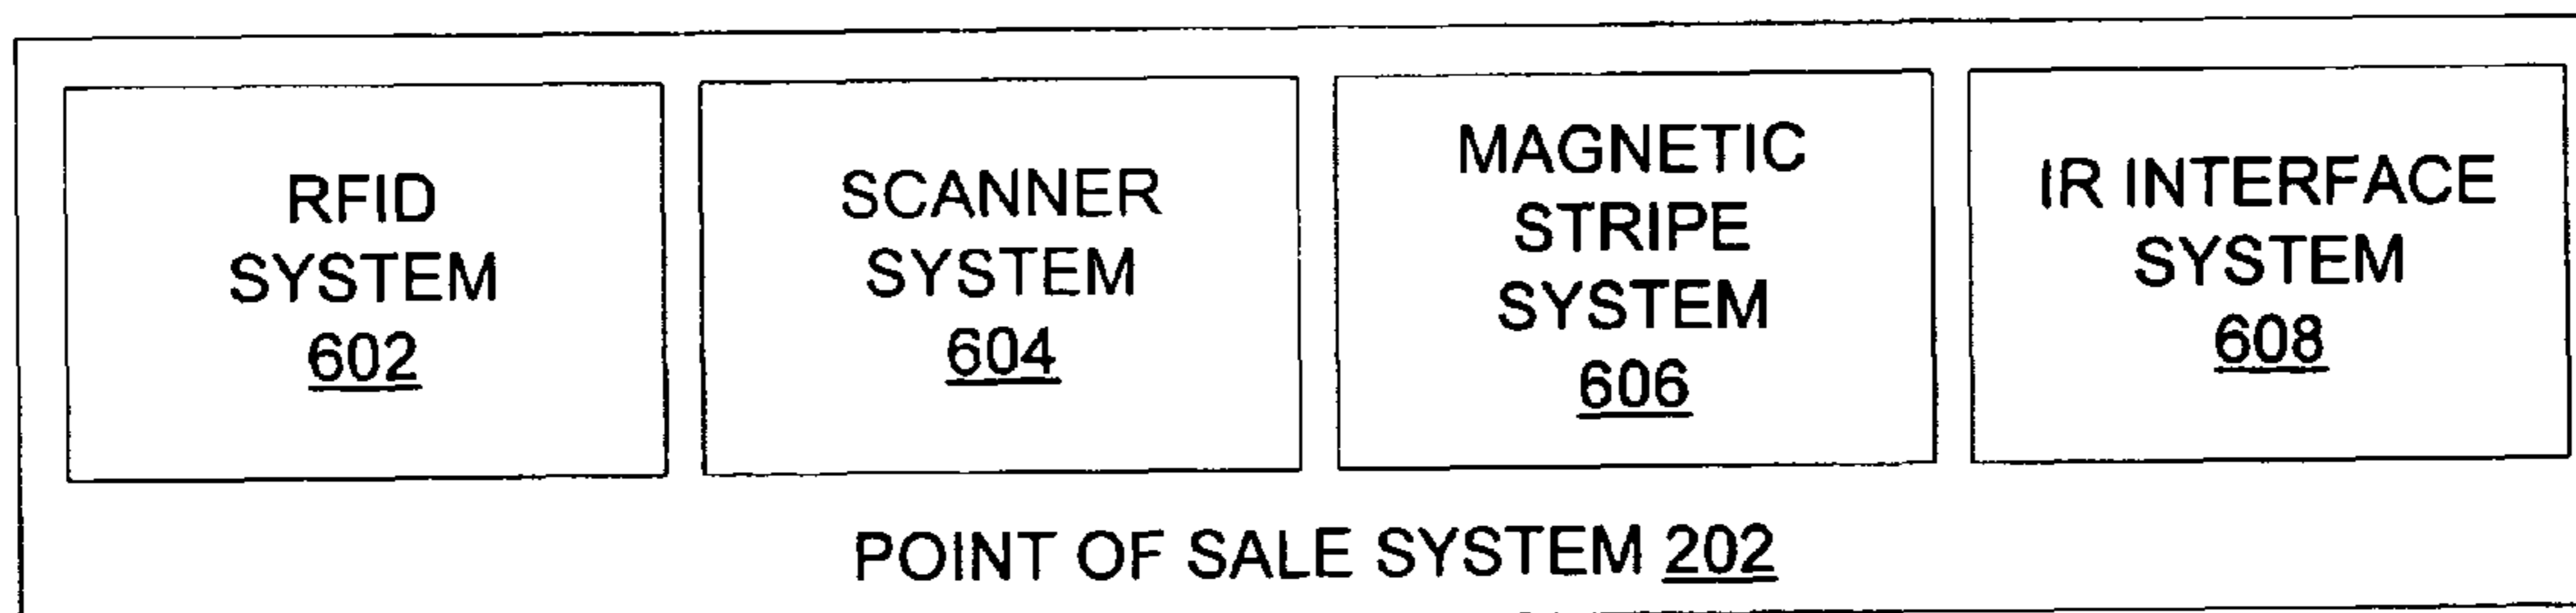 RFID
SYSTEM
602
SCANNER
SYSTEM
604
MAGNETIC
STRIPE
SYSTEM
606
IR INTERFACE
SYSTEM
608
POINT OF SALE SYSTEM 202